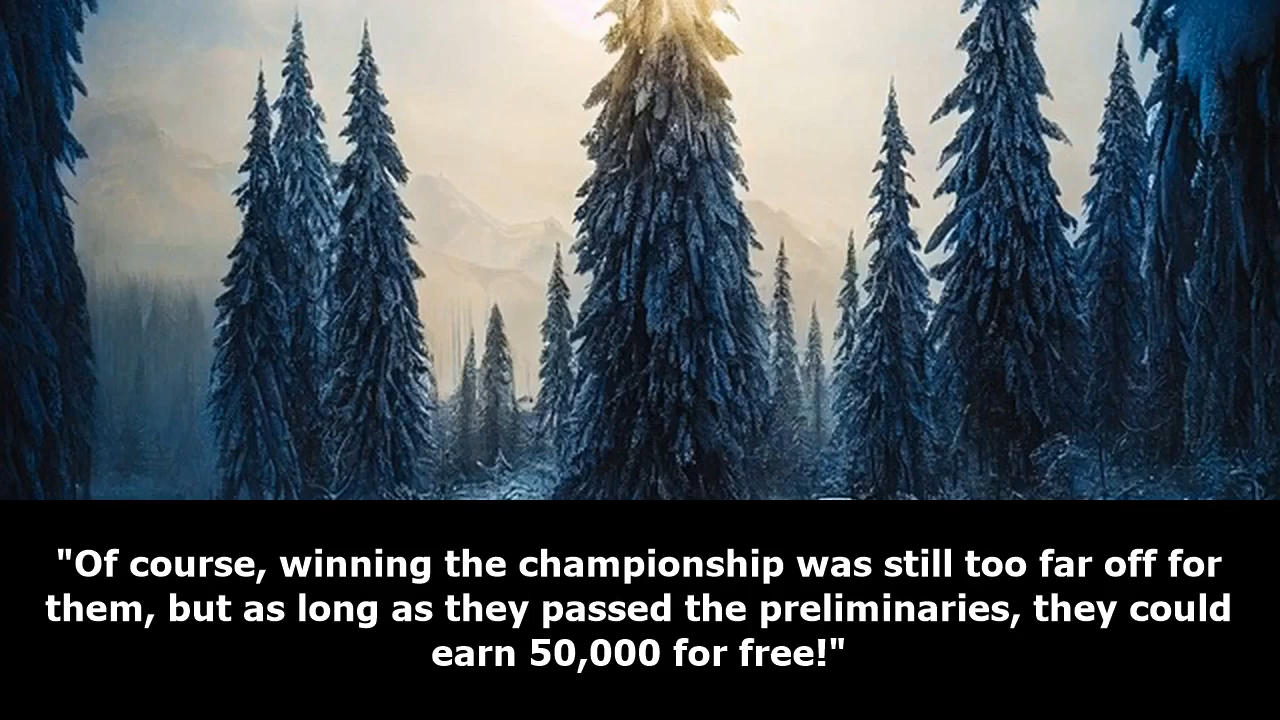 "Of course, winning the championship was still too far off for
them, but as long as they passed the preliminaries, they could
earn 50,000 for free!"